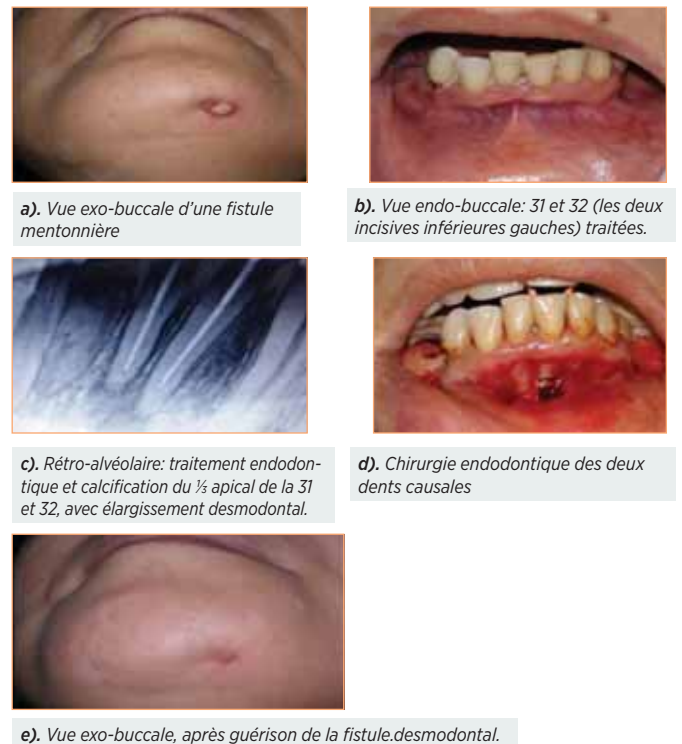 a). Vue exo-buccale d'une fistule
mentonnière
b). Vue endo-buccale: 31 et 32 (les deux
incisives inférieures gauches) traitées.
c). Rétro-alvéolaire: traitement endodon-
tique et calcification du ⅓ apical de la 31
et 32, avec élargissement desmodontal.
d). Chirurgie endodontique des deux
dents causales
e). Vue exo-buccale, après guérison de la fistule.desmodontal.